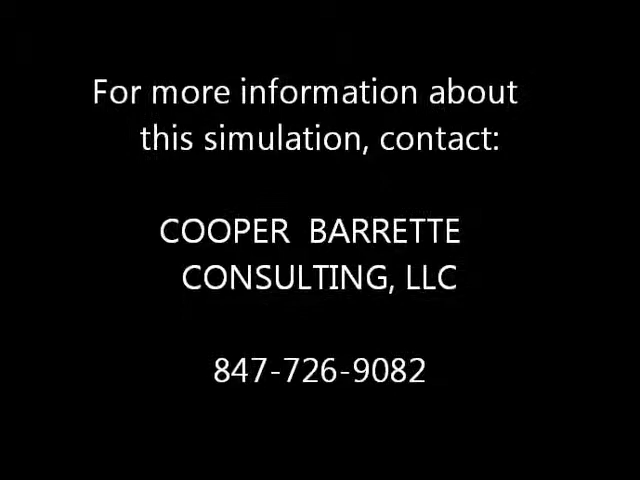 For more information about
this simulation, contact:
COOPER  BARRETTE
CONSULTING, LLC
847-726-9082